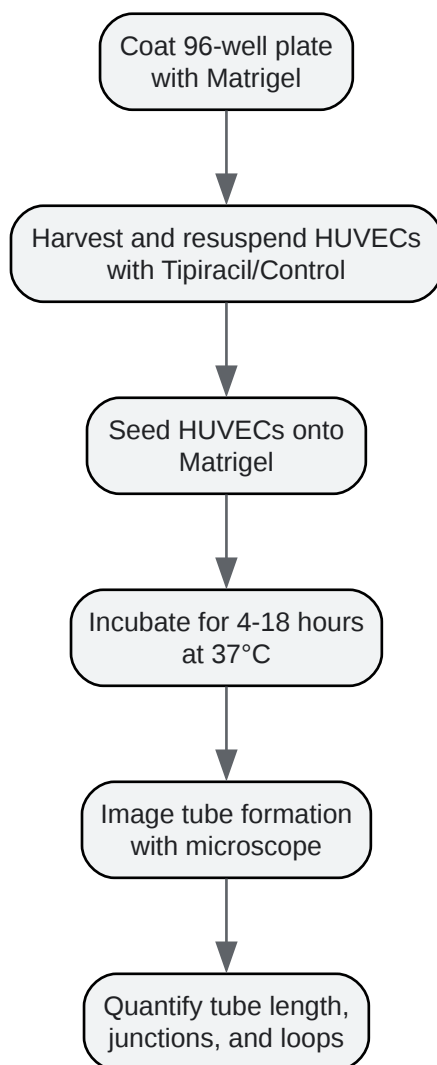 Coat 96-well plate
with Matrigel
Harvest and resuspend HUVECs
with Tipiracil/Control
Seed HUVECs onto
Matrigel
Incubate for 4-18 hours
at 37°C
Image tube formation
with microscope
Quantify tube length,
junctions, and loops